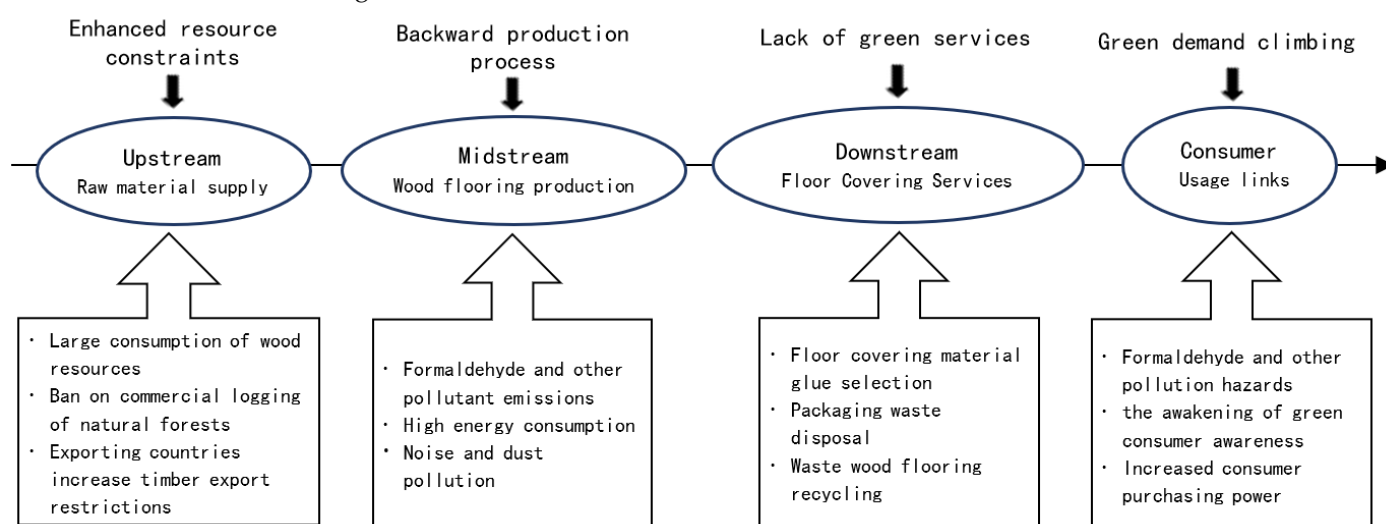 Enhanced resource
constraints
Backward production
process
Lack of green services
Green demand climbing
Upstream
Raw material supply
Midstream
Wood flooring production
Downstream
Floor Covering Services
Consumer
Usage links
· Large consumption of wood
resources
· Ban on commercial logging
of natural forests
· Exporting countries
increase timber export
restrictions
· Formaldehyde and other
pollutant emissions
· High energy consumption
· Noise and dust
pollution
· Floor covering material
glue selection
· Packaging waste
disposal
· Waste wood flooring
recycling
· Formaldehyde and other
pollution hazards
· the awakening of green
consumer awareness
· Increased consumer
purchasing power